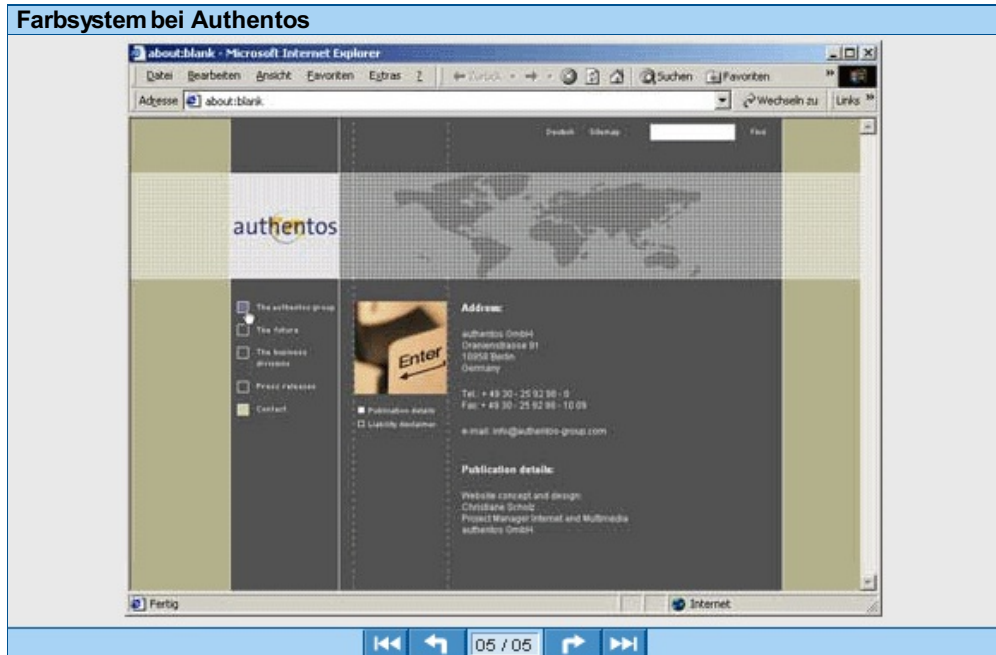 Farbsystem bei Authentos
about:blank - Microsoft Internet Explorer
Datei Bearbeiten Ansicht Favoriten Extras ?
Zurück Suchen Favoriten »
Adresse about:blank Wechseln zu Links »
Deutsch Sitemap Find
authentos
The authentos group
The future
The business
divisions
Press releases
Contact
Enter
Publication details
Liability disclaimer
Address:
authentos GmbH
Oranienstrasse 91
10958 Berlin
Germany
Tel.: + 49 30 - 25 92 98 - 0
Fax: + 49 30 - 25 92 98 - 10 09
e-mail: info@authentos-group.com
Publication details:
Website concept and design:
Christiane Scholz
Project Manager Internet and Multimedia
authentos GmbH
Fertig
Internet
05 / 05